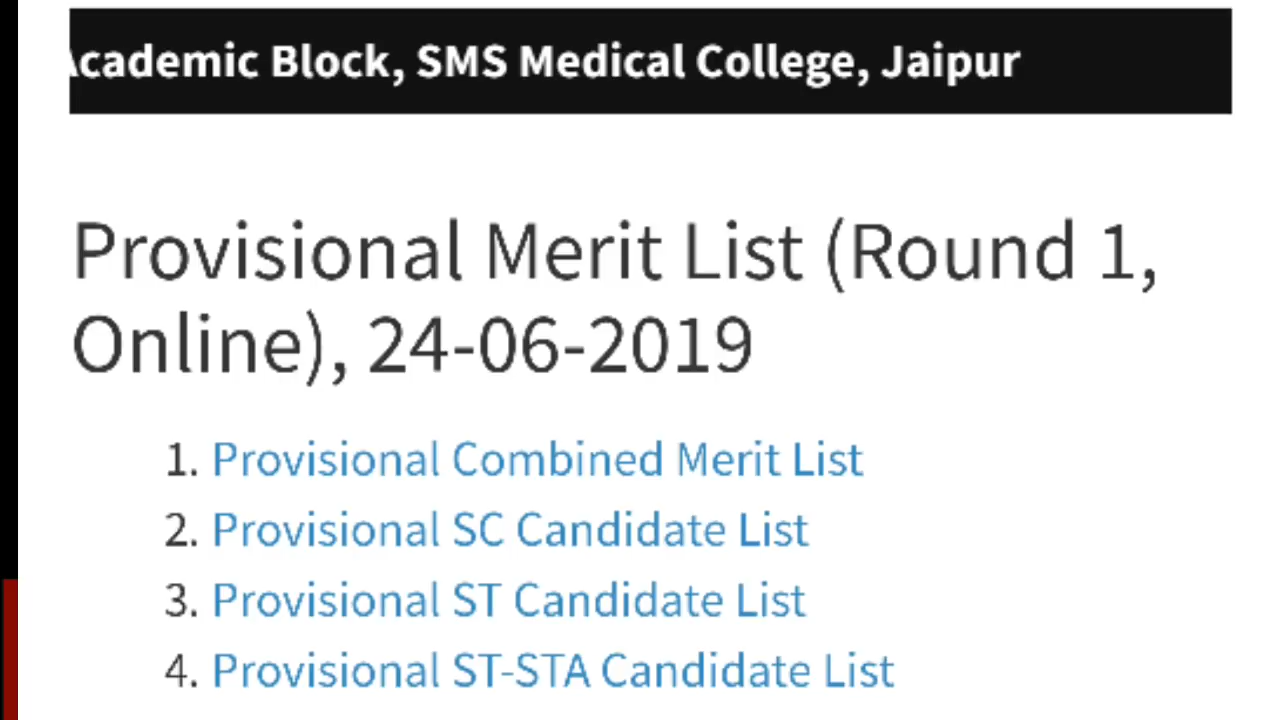 Academic Block, SMS Medical College, Jaipur
Provisional Merit List (Round 1,
Online), 24-06-2019
1. Provisional Combined Merit List
2. Provisional SC Candidate List
3. Provisional ST Candidate List
4. Provisional ST-STA Candidate List